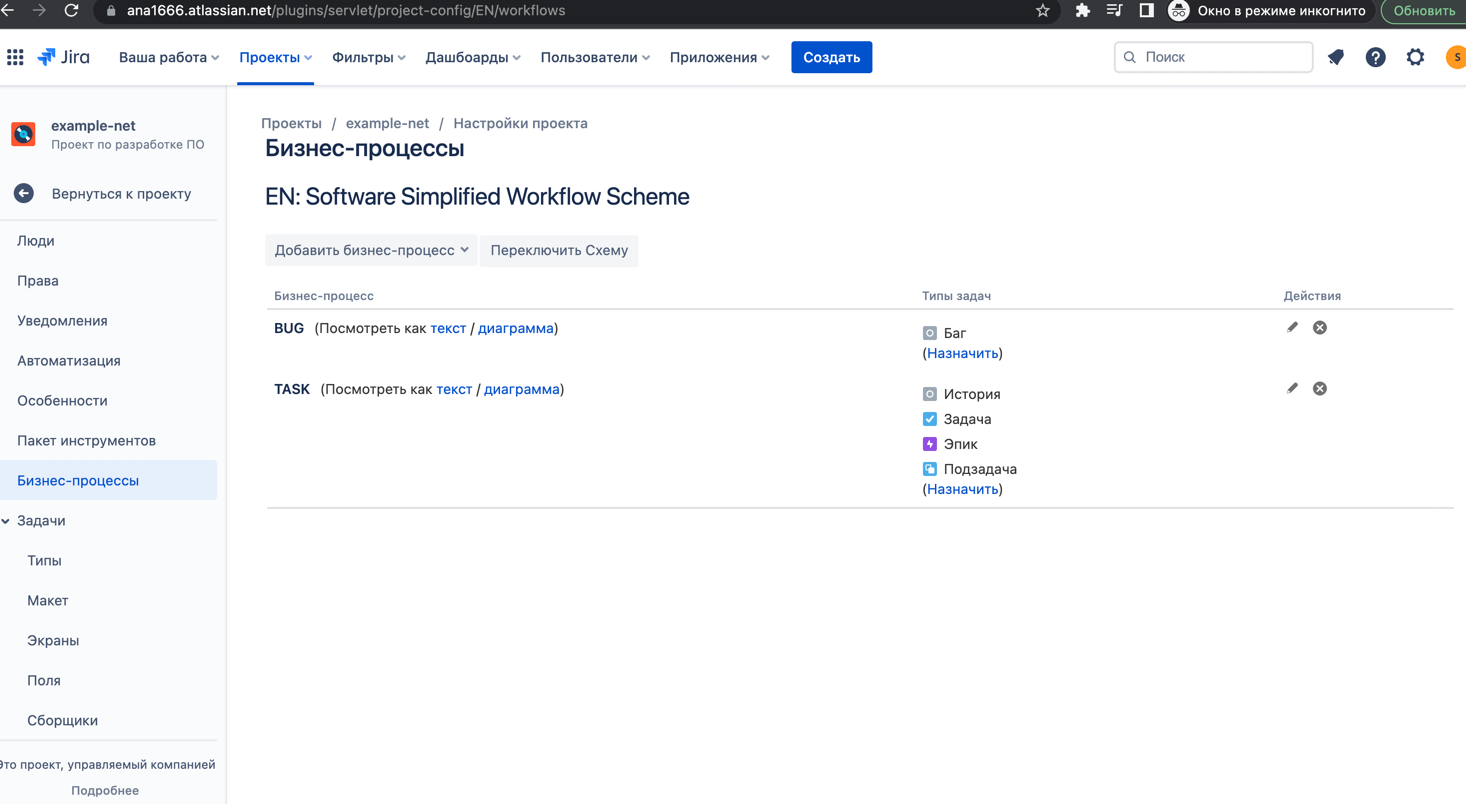 ana1666.atlassian.net/plugins/servlet/project-config/EN/workflows
Окно в режиме инкогнито
Обновить
Jira
Ваша работа
Проекты
Фильтры
Дашборды
Пользователи
Приложения
Создать
Поиск
S
example-net
Проект по разработке ПО
Вернуться к проекту
Люди
Права
Уведомления
Автоматизация
Особенности
Пакет инструментов
Бизнес-процессы
Задачи
Типы
Макет
Экраны
Поля
Сборщики
Это проект, управляемый компанией
Подробнее
Проекты / example-net / Настройки проекта
Бизнес-процессы
EN: Software Simplified Workflow Scheme
Добавить бизнес-процесс
Переключить Схему
Бизнес-процесс Типы задач Действия
BUG (Посмотреть как текст / диаграмма)
Баг
(Назначить)
TASK (Посмотреть как текст / диаграмма)
История
Задача
Эпик
Подзадача
(Назначить)